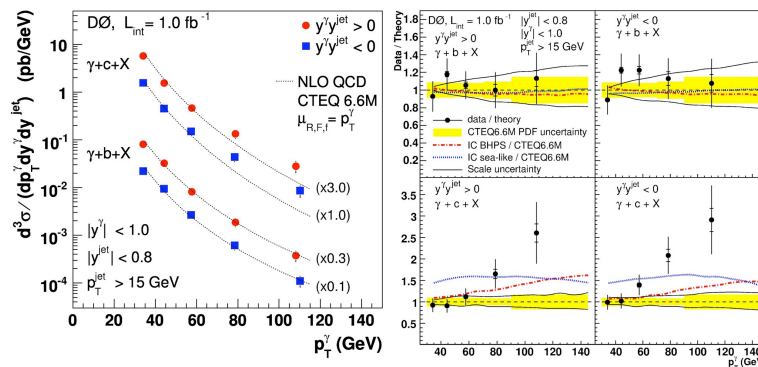 DØ, L_int = 1.0 fb⁻¹
y^γ y^jet > 0
y^γ y^jet < 0
γ+c+X
NLO QCD
CTEQ 6.6M
μ_R,F,f = p_T^γ
γ+b+X
(x3.0)
(x1.0)
(x0.3)
(x0.1)
|y^γ| < 1.0
|y^jet| < 0.8
p_T^jet > 15 GeV
d³σ/(dp_T^γ dy^γ dy^jet) (pb/GeV)
10
1
10⁻¹
10⁻²
10⁻³
10⁻⁴
0 20 40 60 80 100 120 140
p_T^γ (GeV)
Data / Theory
1.8
1.6
1.4
1.2
1.0
0.8
0.6
0.4
0.2
DØ, L_int = 1.0 fb⁻¹
|y^jet| < 0.8
y^γ y^jet > 0
|y^γ| < 1.0
γ + b + X
p_T^jet > 15 GeV
data / theory
CTEQ6.6M PDF uncertainty
IC BHPS / CTEQ6.6M
IC sea-like / CTEQ6.6M
Scale uncertainty
y^γ y^jet < 0
γ + b + X
3.5
3
2.5
2
1.5
1
0.5
y^γ y^jet > 0
γ + c + X
y^γ y^jet < 0
γ + c + X
40 60 80 100 120 140
40 60 80 100 120 140